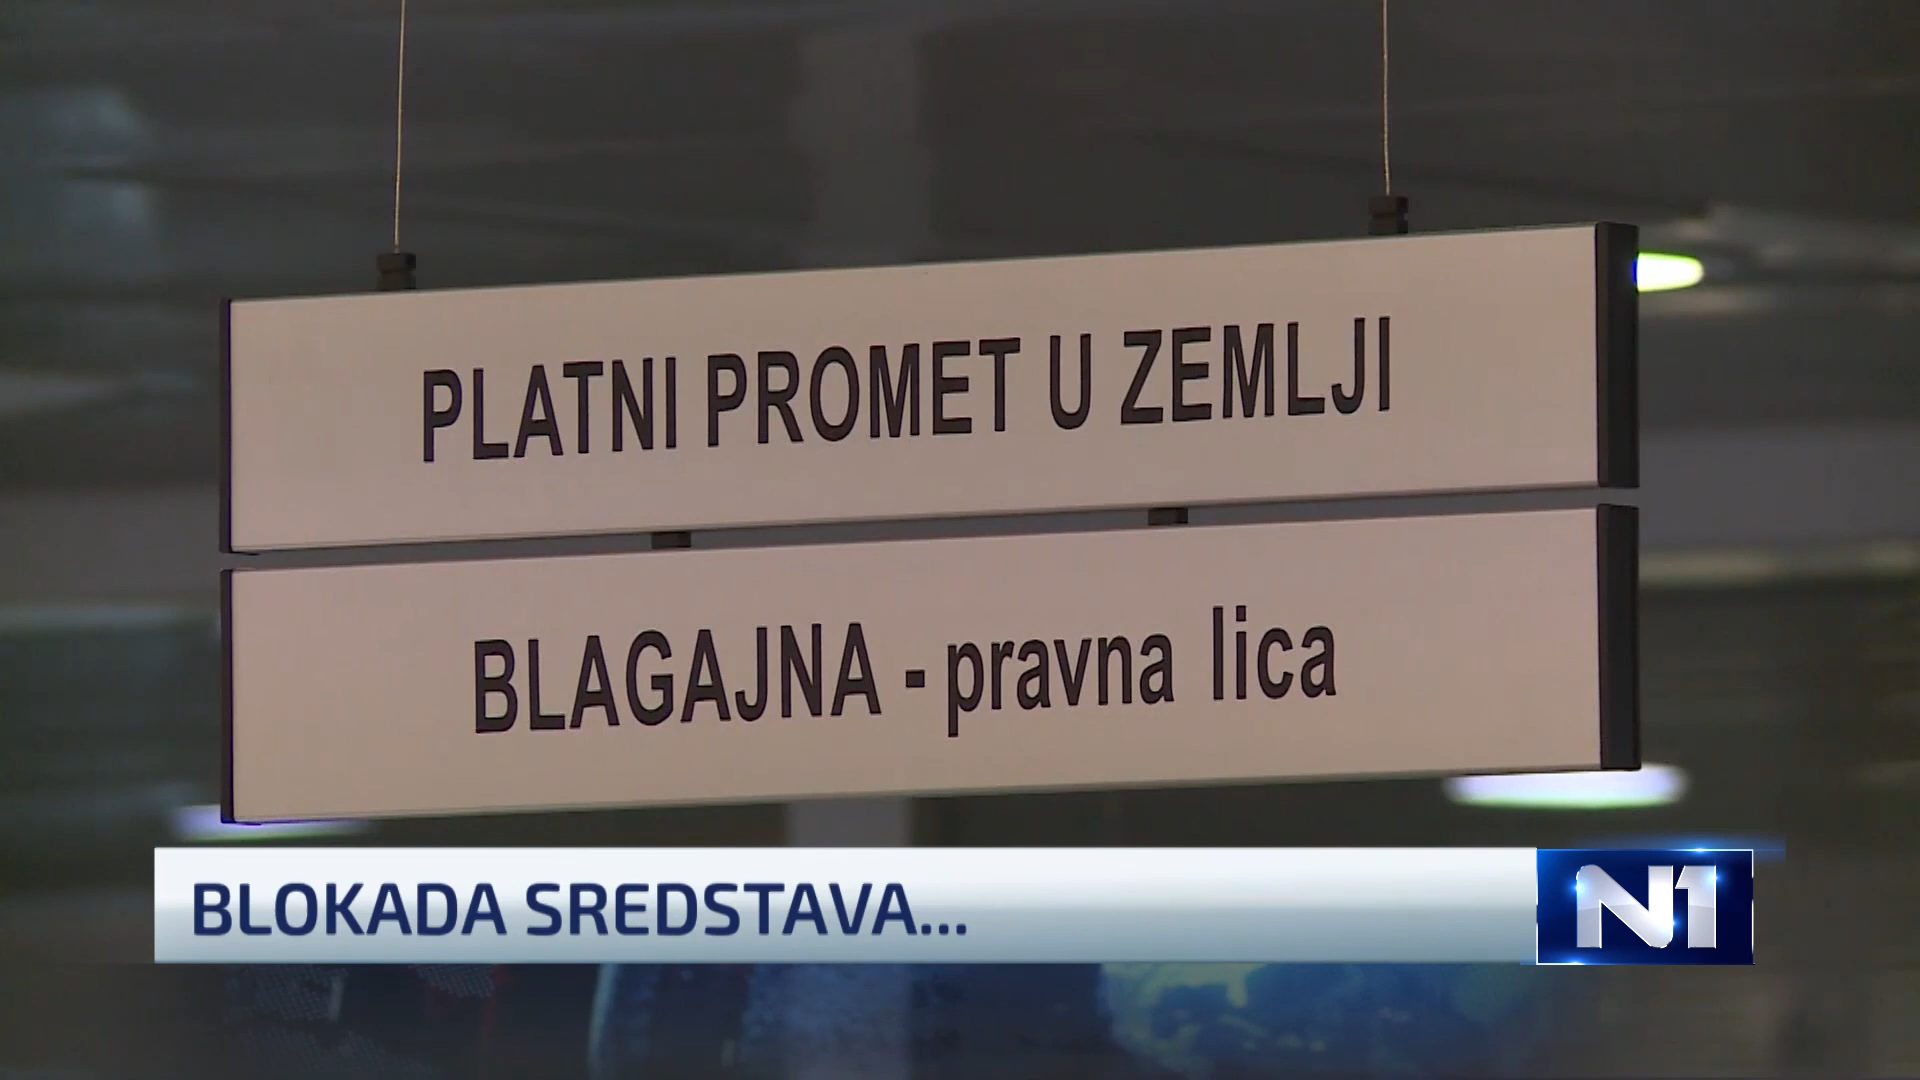 PLATNI PROMET U ZEMLJI
BLAGAJNA - pravna lica
BLOKADA SREDSTAVA...
N1